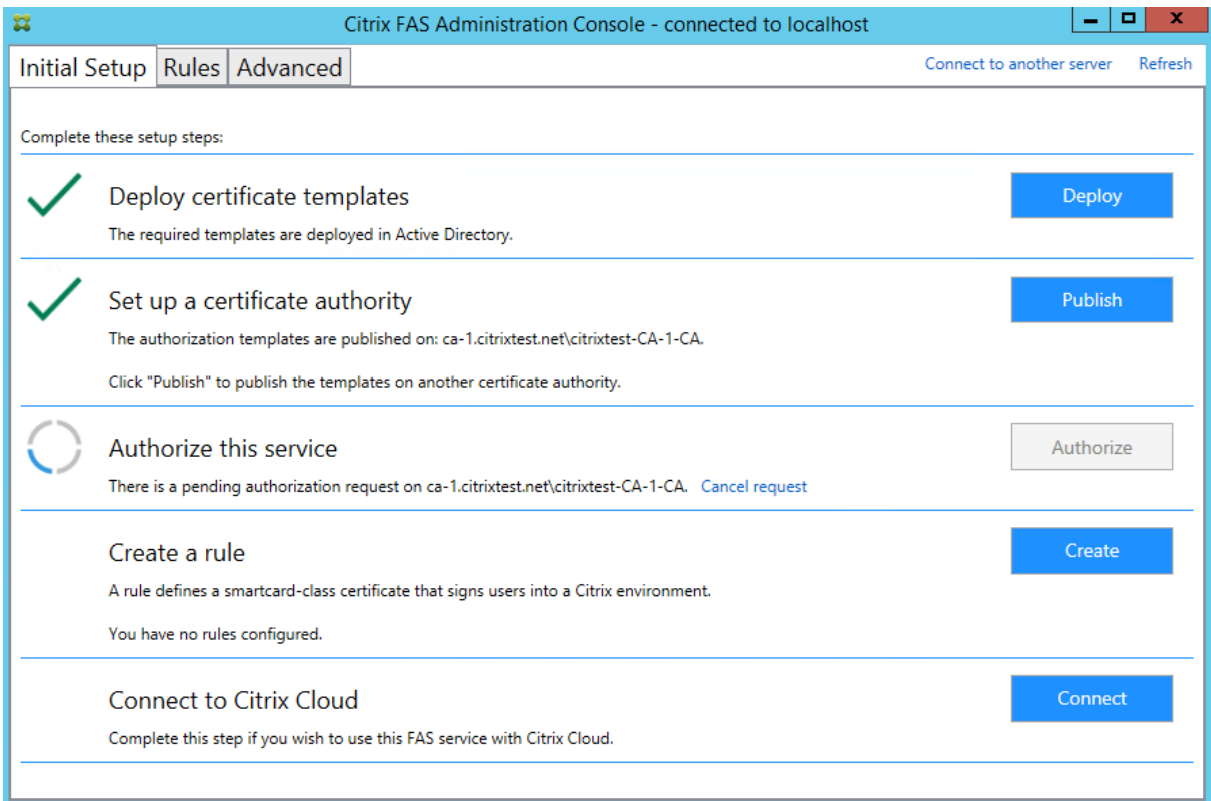 Citrix FAS Administration Console - connected to localhost
Initial Setup Rules Advanced Connect to another server Refresh
Complete these setup steps:
Deploy certificate templates Deploy
The required templates are deployed in Active Directory.
Set up a certificate authority Publish
The authorization templates are published on: ca-1.citrixtest.net\citrixtest-CA-1-CA.
Click "Publish" to publish the templates on another certificate authority.
Authorize this service Authorize
There is a pending authorization request on ca-1.citrixtest.net\citrixtest-CA-1-CA. Cancel request
Create a rule Create
A rule defines a smartcard-class certificate that signs users into a Citrix environment.
You have no rules configured.
Connect to Citrix Cloud Connect
Complete this step if you wish to use this FAS service with Citrix Cloud.